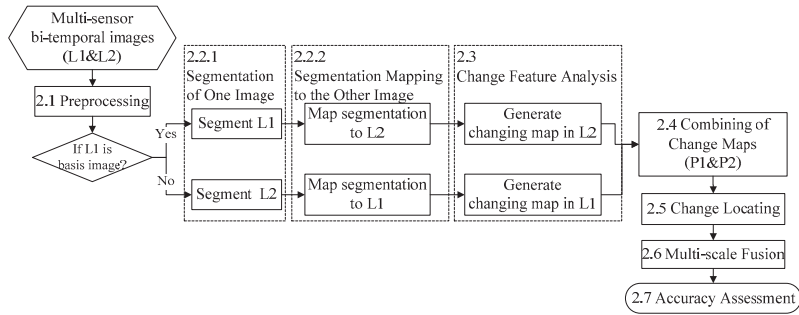 Multi-sensor
bi-temporal images
(L1&L2)
2.1 Preprocessing
If L1 is
basis image?
Yes
No
2.2.1
Segmentation
of One Image
Segment L1
Segment L2
2.2.2
Segmentation Mapping
to the Other Image
Map segmentation
to L2
Map segmentation
to L1
2.3
Change Feature Analysis
Generate
changing map in L2
Generate
changing map in L1
2.4 Combining of
Change Maps
(P1&P2)
2.5 Change Locating
2.6 Multi-scale Fusion
2.7 Accuracy Assessment